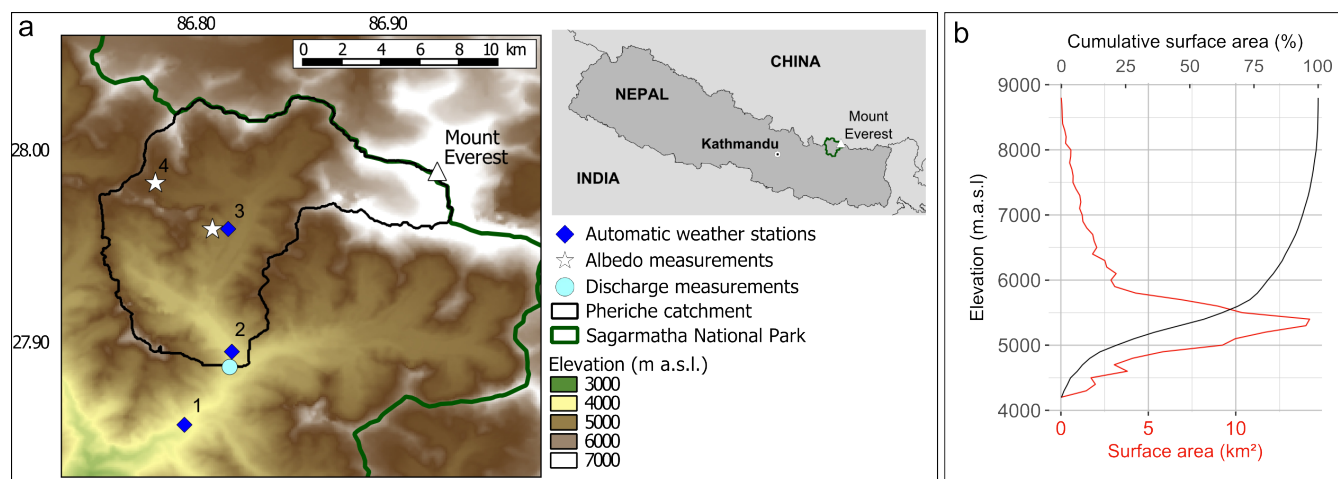 a
86.80
86.90
0 2 4 6 8 10 km
28.00
27.90
Mount
Everest
4
3
2
1
CHINA
NEPAL
Mount
Everest
Kathmandu
INDIA
Automatic weather stations
Albedo measurements
Discharge measurements
Pheriche catchment
Sagarmatha National Park
Elevation (m a.s.l.)
3000
4000
5000
6000
7000
b
Cumulative surface area (%)
0 25 50 75 100
Elevation (m.a.s.l)
9000
8000
7000
6000
5000
4000
0 5 10
Surface area (km²)